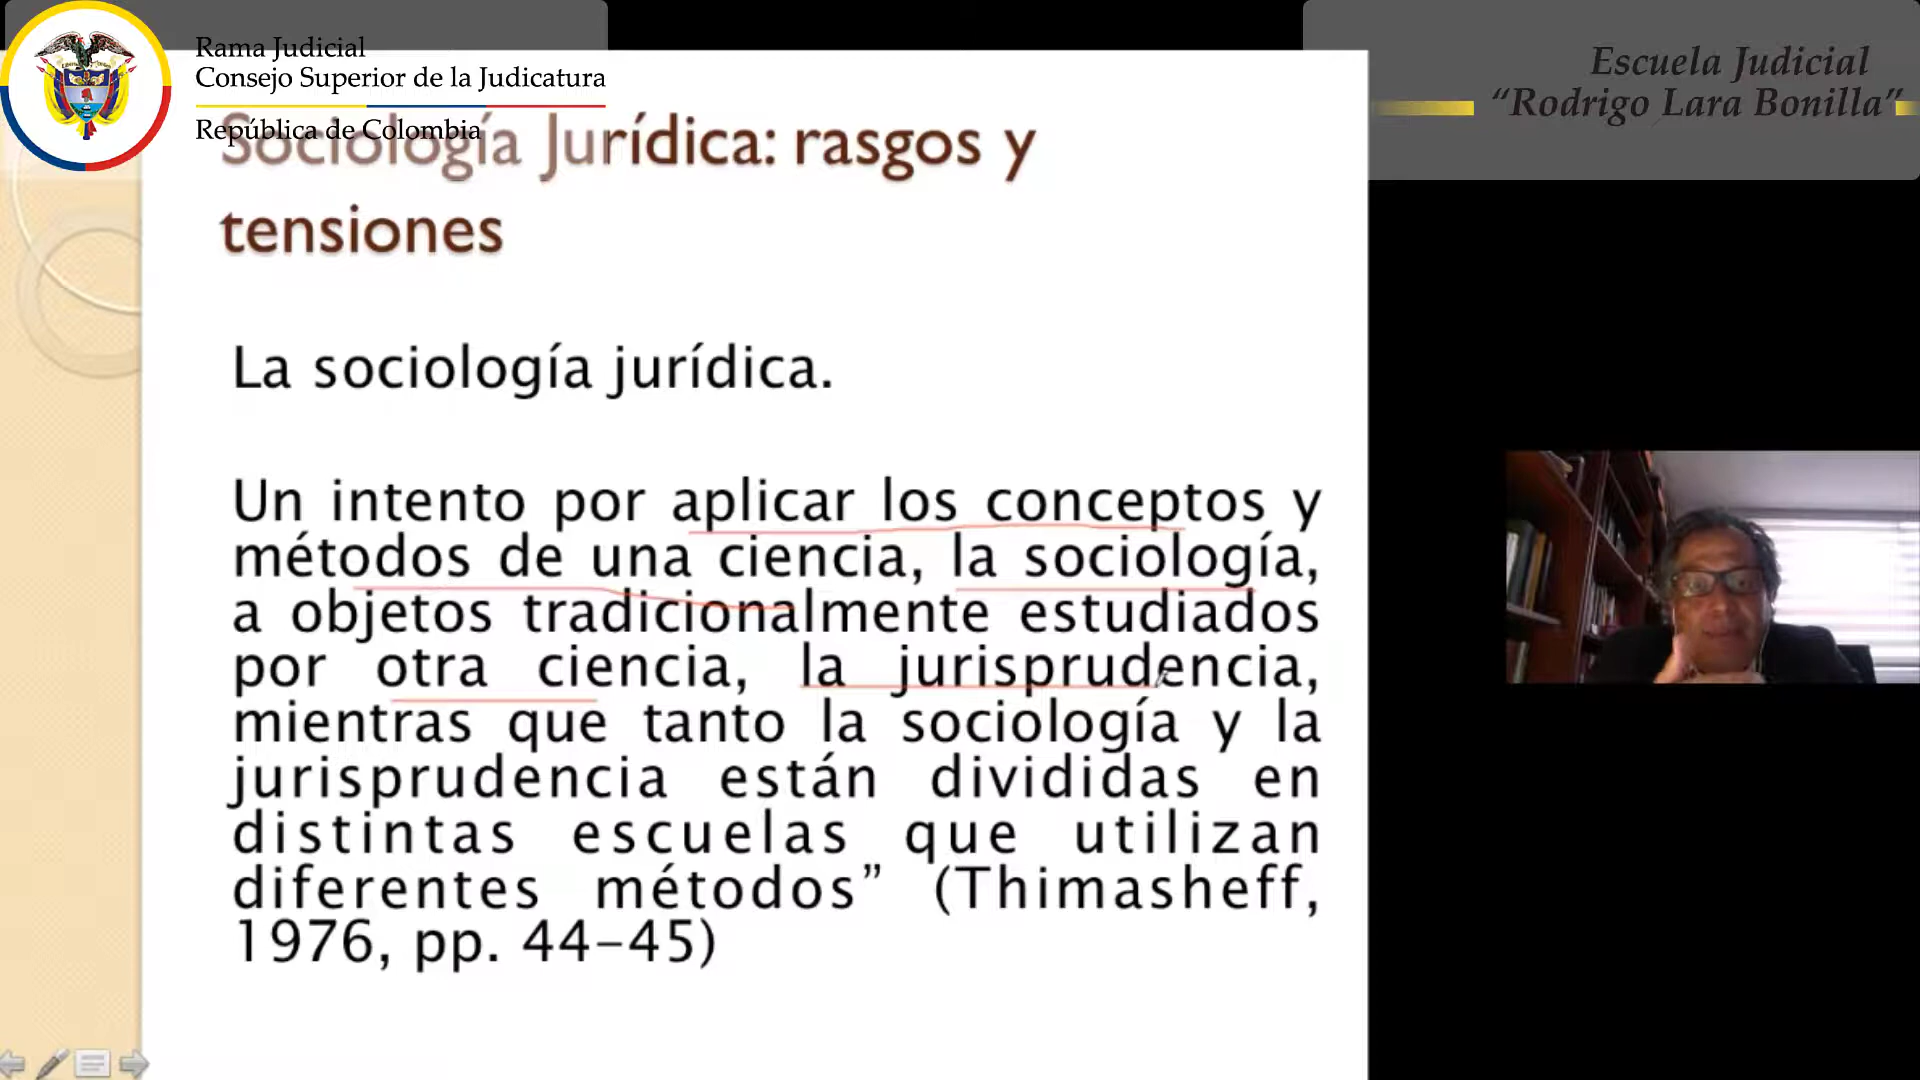 Rama Judicial
Consejo Superior de la Judicatura
República de Colombia
Escuela Judicial
“Rodrigo Lara Bonilla”
Sociología Jurídica: rasgos y
tensiones
La sociología jurídica.
Un intento por aplicar los conceptos y
métodos de una ciencia, la sociología,
a objetos tradicionalmente estudiados
por otra ciencia, la jurisprudencia,
mientras que tanto la sociología y la
jurisprudencia están divididas en
distintas escuelas que utilizan
diferentes métodos” (Thimasheff,
1976, pp. 44-45)